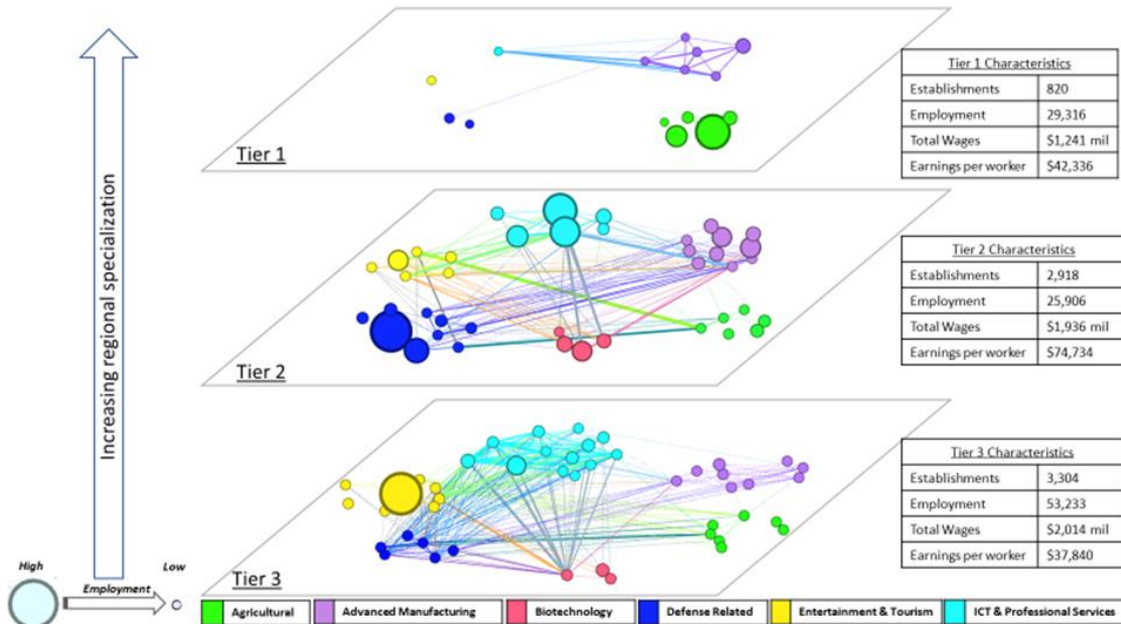 Increasing regional specialization
Tier 1
Tier 1 Characteristics
Establishments 820
Employment 29,316
Total Wages $1,241 mil
Earnings per worker $42,336
Tier 2
Tier 2 Characteristics
Establishments 2,918
Employment 25,906
Total Wages $1,936 mil
Earnings per worker $74,734
Tier 3
Tier 3 Characteristics
Establishments 3,304
Employment 53,233
Total Wages $2,014 mil
Earnings per worker $37,840
High Low
Employment
Agricultural Advanced Manufacturing Biotechnology Defense Related Entertainment & Tourism ICT & Professional Services